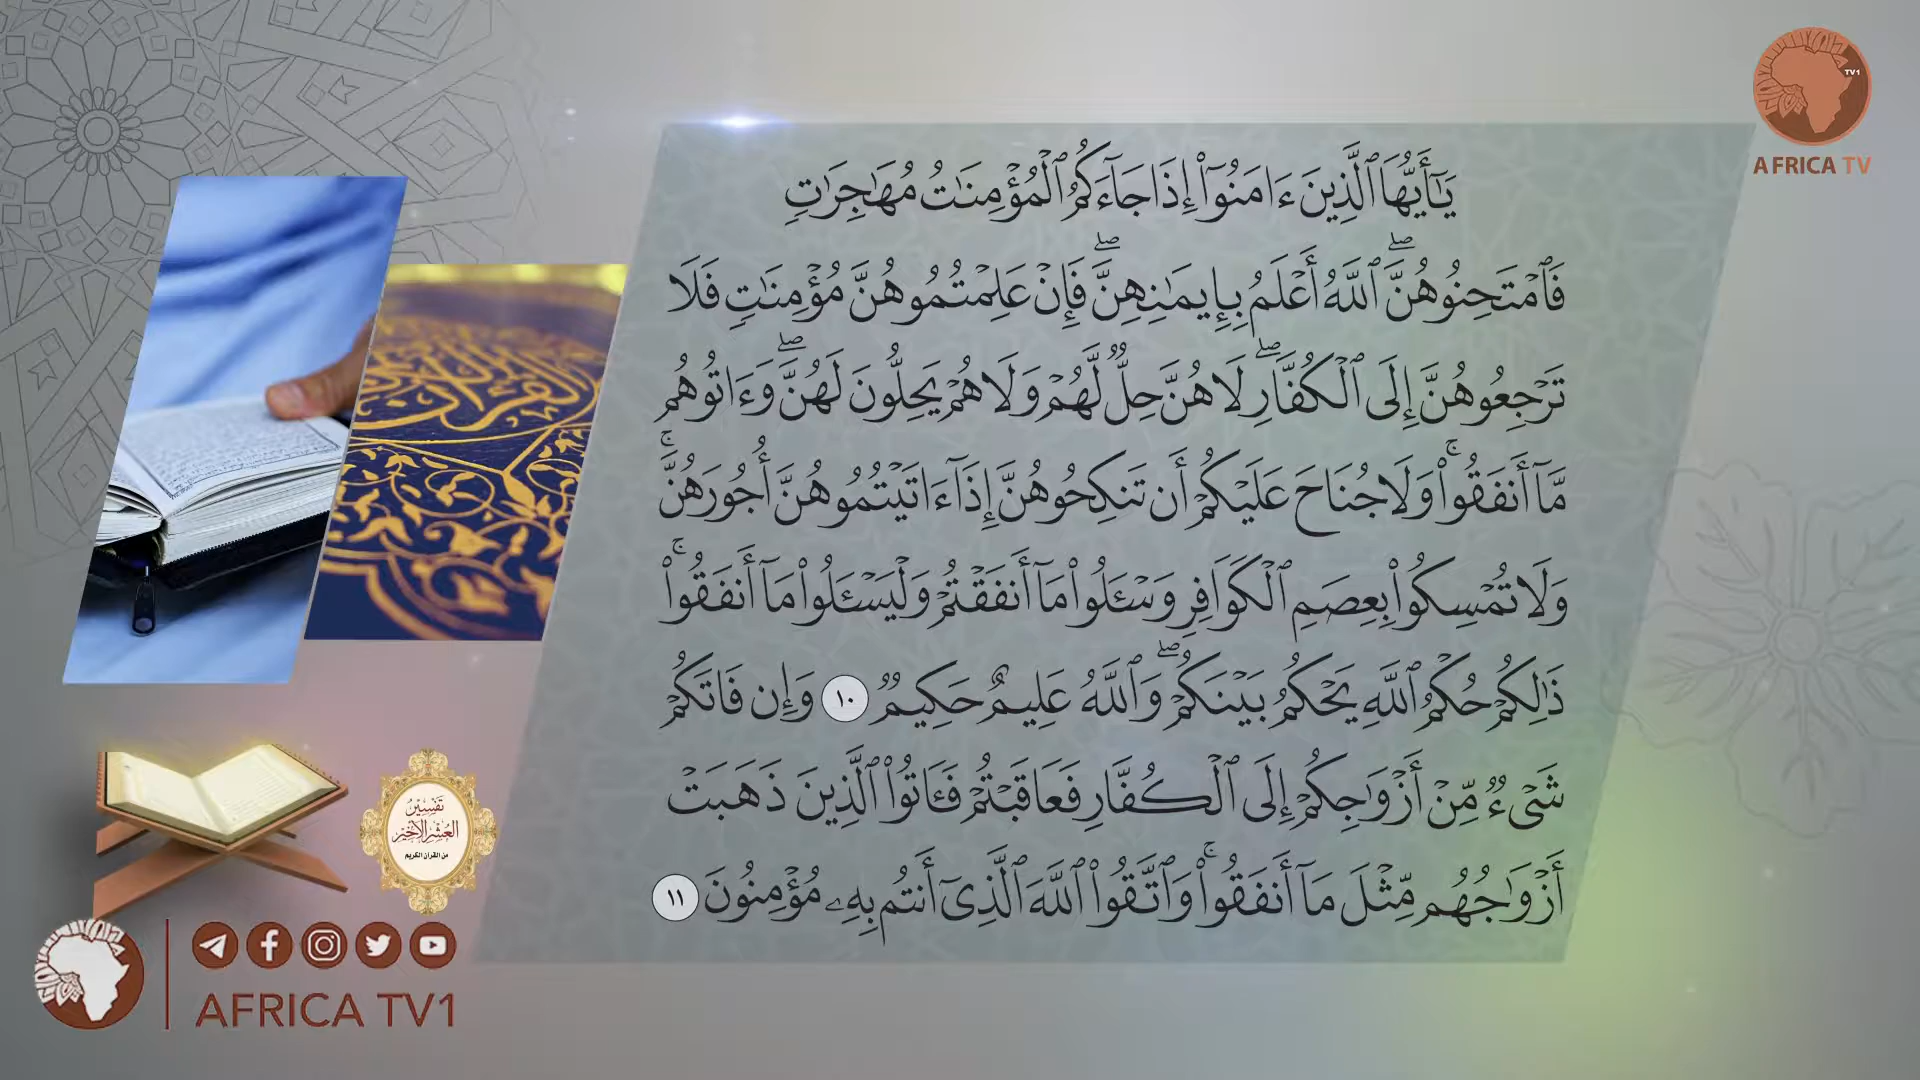 TV1
AFRICA TV
يَـٰٓأَيُّهَا ٱلَّذِينَ ءَامَنُوٓا۟ إِذَا جَآءَكُمُ ٱلْمُؤْمِنَـٰتُ مُهَـٰجِرَٰتٍ
فَٱمْتَحِنُوهُنَّ ۖ ٱللَّهُ أَعْلَمُ بِإِيمَـٰنِهِنَّ ۖ فَإِنْ عَلِمْتُمُوهُنَّ مُؤْمِنَـٰتٍ فَلَا
تَرْجِعُوهُنَّ إِلَى ٱلْكُفَّارِ ۖ لَا هُنَّ حِلٌّ لَّهُمْ وَلَا هُمْ يَحِلُّونَ لَهُنَّ ۖ وَءَاتُوهُم
مَّآ أَنفَقُوا۟ ۚ وَلَا جُنَاحَ عَلَيْكُمْ أَن تَنكِحُوهُنَّ إِذَآ ءَاتَيْتُمُوهُنَّ أُجُورَهُنَّ ۚ
وَلَا تُمْسِكُوا۟ بِعِصَمِ ٱلْكَوَافِرِ وَسْـَٔلُوا۟ مَآ أَنفَقْتُمْ وَلْيَسْـَٔلُوا۟ مَآ أَنفَقُوا۟ ۚ
ذَٰلِكُمْ حُكْمُ ٱللَّهِ يَحْكُمُ بَيْنَكُمْ ۖ وَٱللَّهُ عَلِيمٌ حَكِيمٌ ١٠ وَإِن فَاتَكُمْ
شَىْءٌ مِّنْ أَزْوَٰجِكُمْ إِلَى ٱلْكُفَّارِ فَعَاقَبْتُمْ فَـَٔاتُوا۟ ٱلَّذِينَ ذَهَبَتْ
أَزْوَٰجُهُم مِّثْلَ مَآ أَنفَقُوا۟ ۚ وَٱتَّقُوا۟ ٱللَّهَ ٱلَّذِىٓ أَنتُم بِهِۦ مُؤْمِنُونَ ١١
تفسير
العشر الأخير
من القرآن الكريم
AFRICA TV1